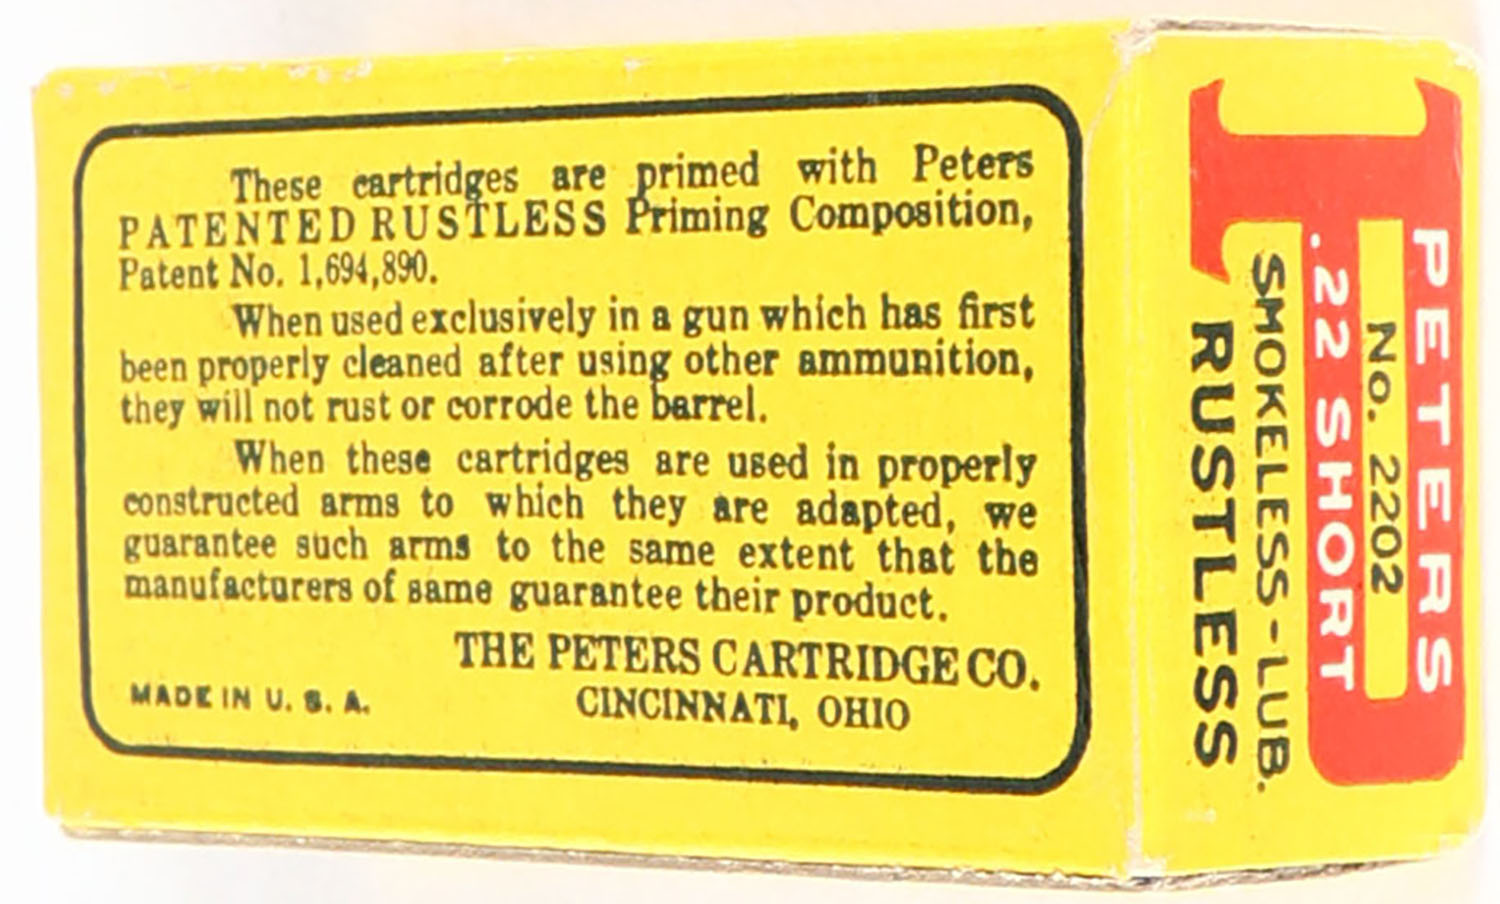 These cartridges are primed with Peters
PATENTED RUSTLESS Priming Composition,
Patent No. 1,694,890.
When used exclusively in a gun which has first
been properly cleaned after using other ammunition,
they will not rust or corrode the barrel.
When these cartridges are used in properly
constructed arms to which they are adapted, we
guarantee such arms to the same extent that the
manufacturers of same guarantee their product.
THE PETERS CARTRIDGE CO.
MADE IN U. S. A. CINCINNATI, OHIO
PETERS
No. 2202
.22 SHORT
SMOKELESS-LUB.
RUSTLESS